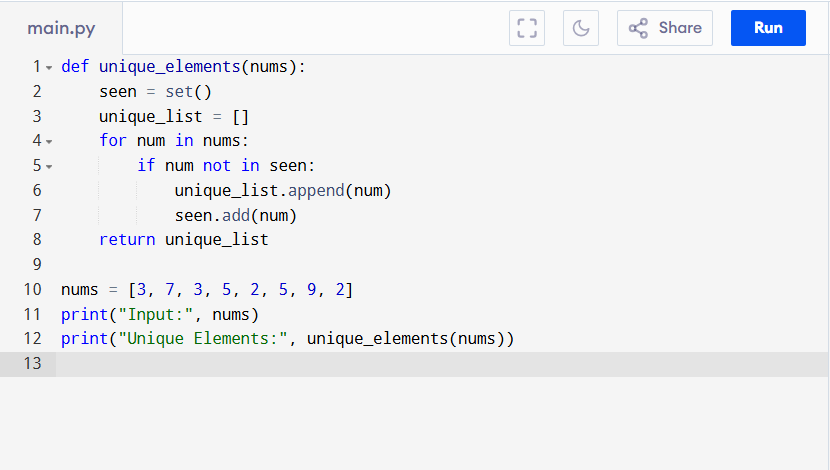 main.py Share Run
1 def unique_elements(nums):
2     seen = set()
3     unique_list = []
4     for num in nums:
5         if num not in seen:
6             unique_list.append(num)
7             seen.add(num)
8     return unique_list
9
10 nums = [3, 7, 3, 5, 2, 5, 9, 2]
11 print("Input:", nums)
12 print("Unique Elements:", unique_elements(nums))
13